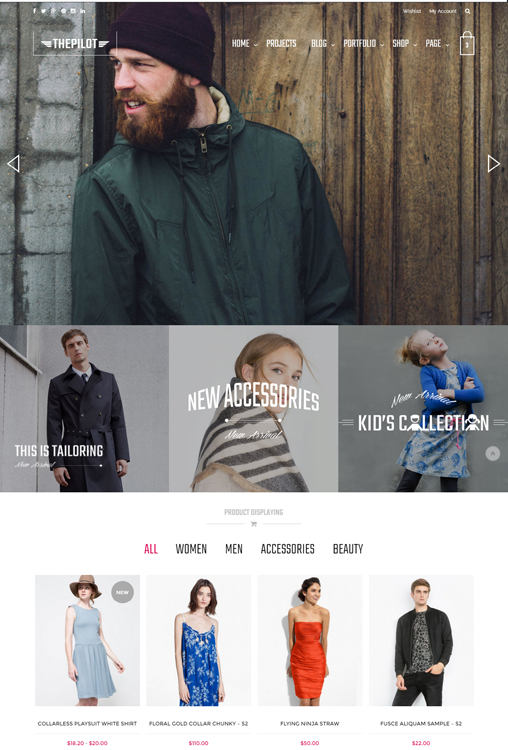 Wishlist My Account
THEPILOT
HOME PROJECTS BLOG PORTFOLIO SHOP PAGE
3
THIS IS TAILORING
New Arrival
NEW ACCESSORIES
New Arrival
New Arrival
KID'S COLLECTION
PRODUCT DISPLAYING
ALL WOMEN MEN ACCESSORIES BEAUTY
NEW
COLLARLESS PLAYSUIT WHITE SHIRT FLORAL GOLD COLLAR CHUNKY - S2 FLYING NINJA STRAW FUSCE ALIQUAM SAMPLE - S2
$18.20 - $20.00 $110.00 $50.00 $22.00